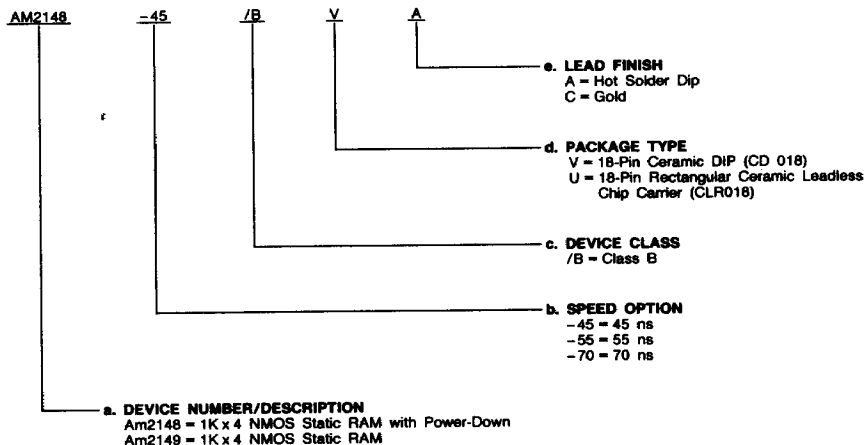 AM2148 -45 /B V A
e. LEAD FINISH
A = Hot Solder Dip
C = Gold
d. PACKAGE TYPE
V = 18-Pin Ceramic DIP (CD 018)
U = 18-Pin Rectangular Ceramic Leadless
Chip Carrier (CLR018)
c. DEVICE CLASS
/B = Class B
b. SPEED OPTION
-45 = 45 ns
-55 = 55 ns
-70 = 70 ns
a. DEVICE NUMBER/DESCRIPTION
Am2148 = 1K x 4 NMOS Static RAM with Power-Down
Am2149 = 1K x 4 NMOS Static RAM